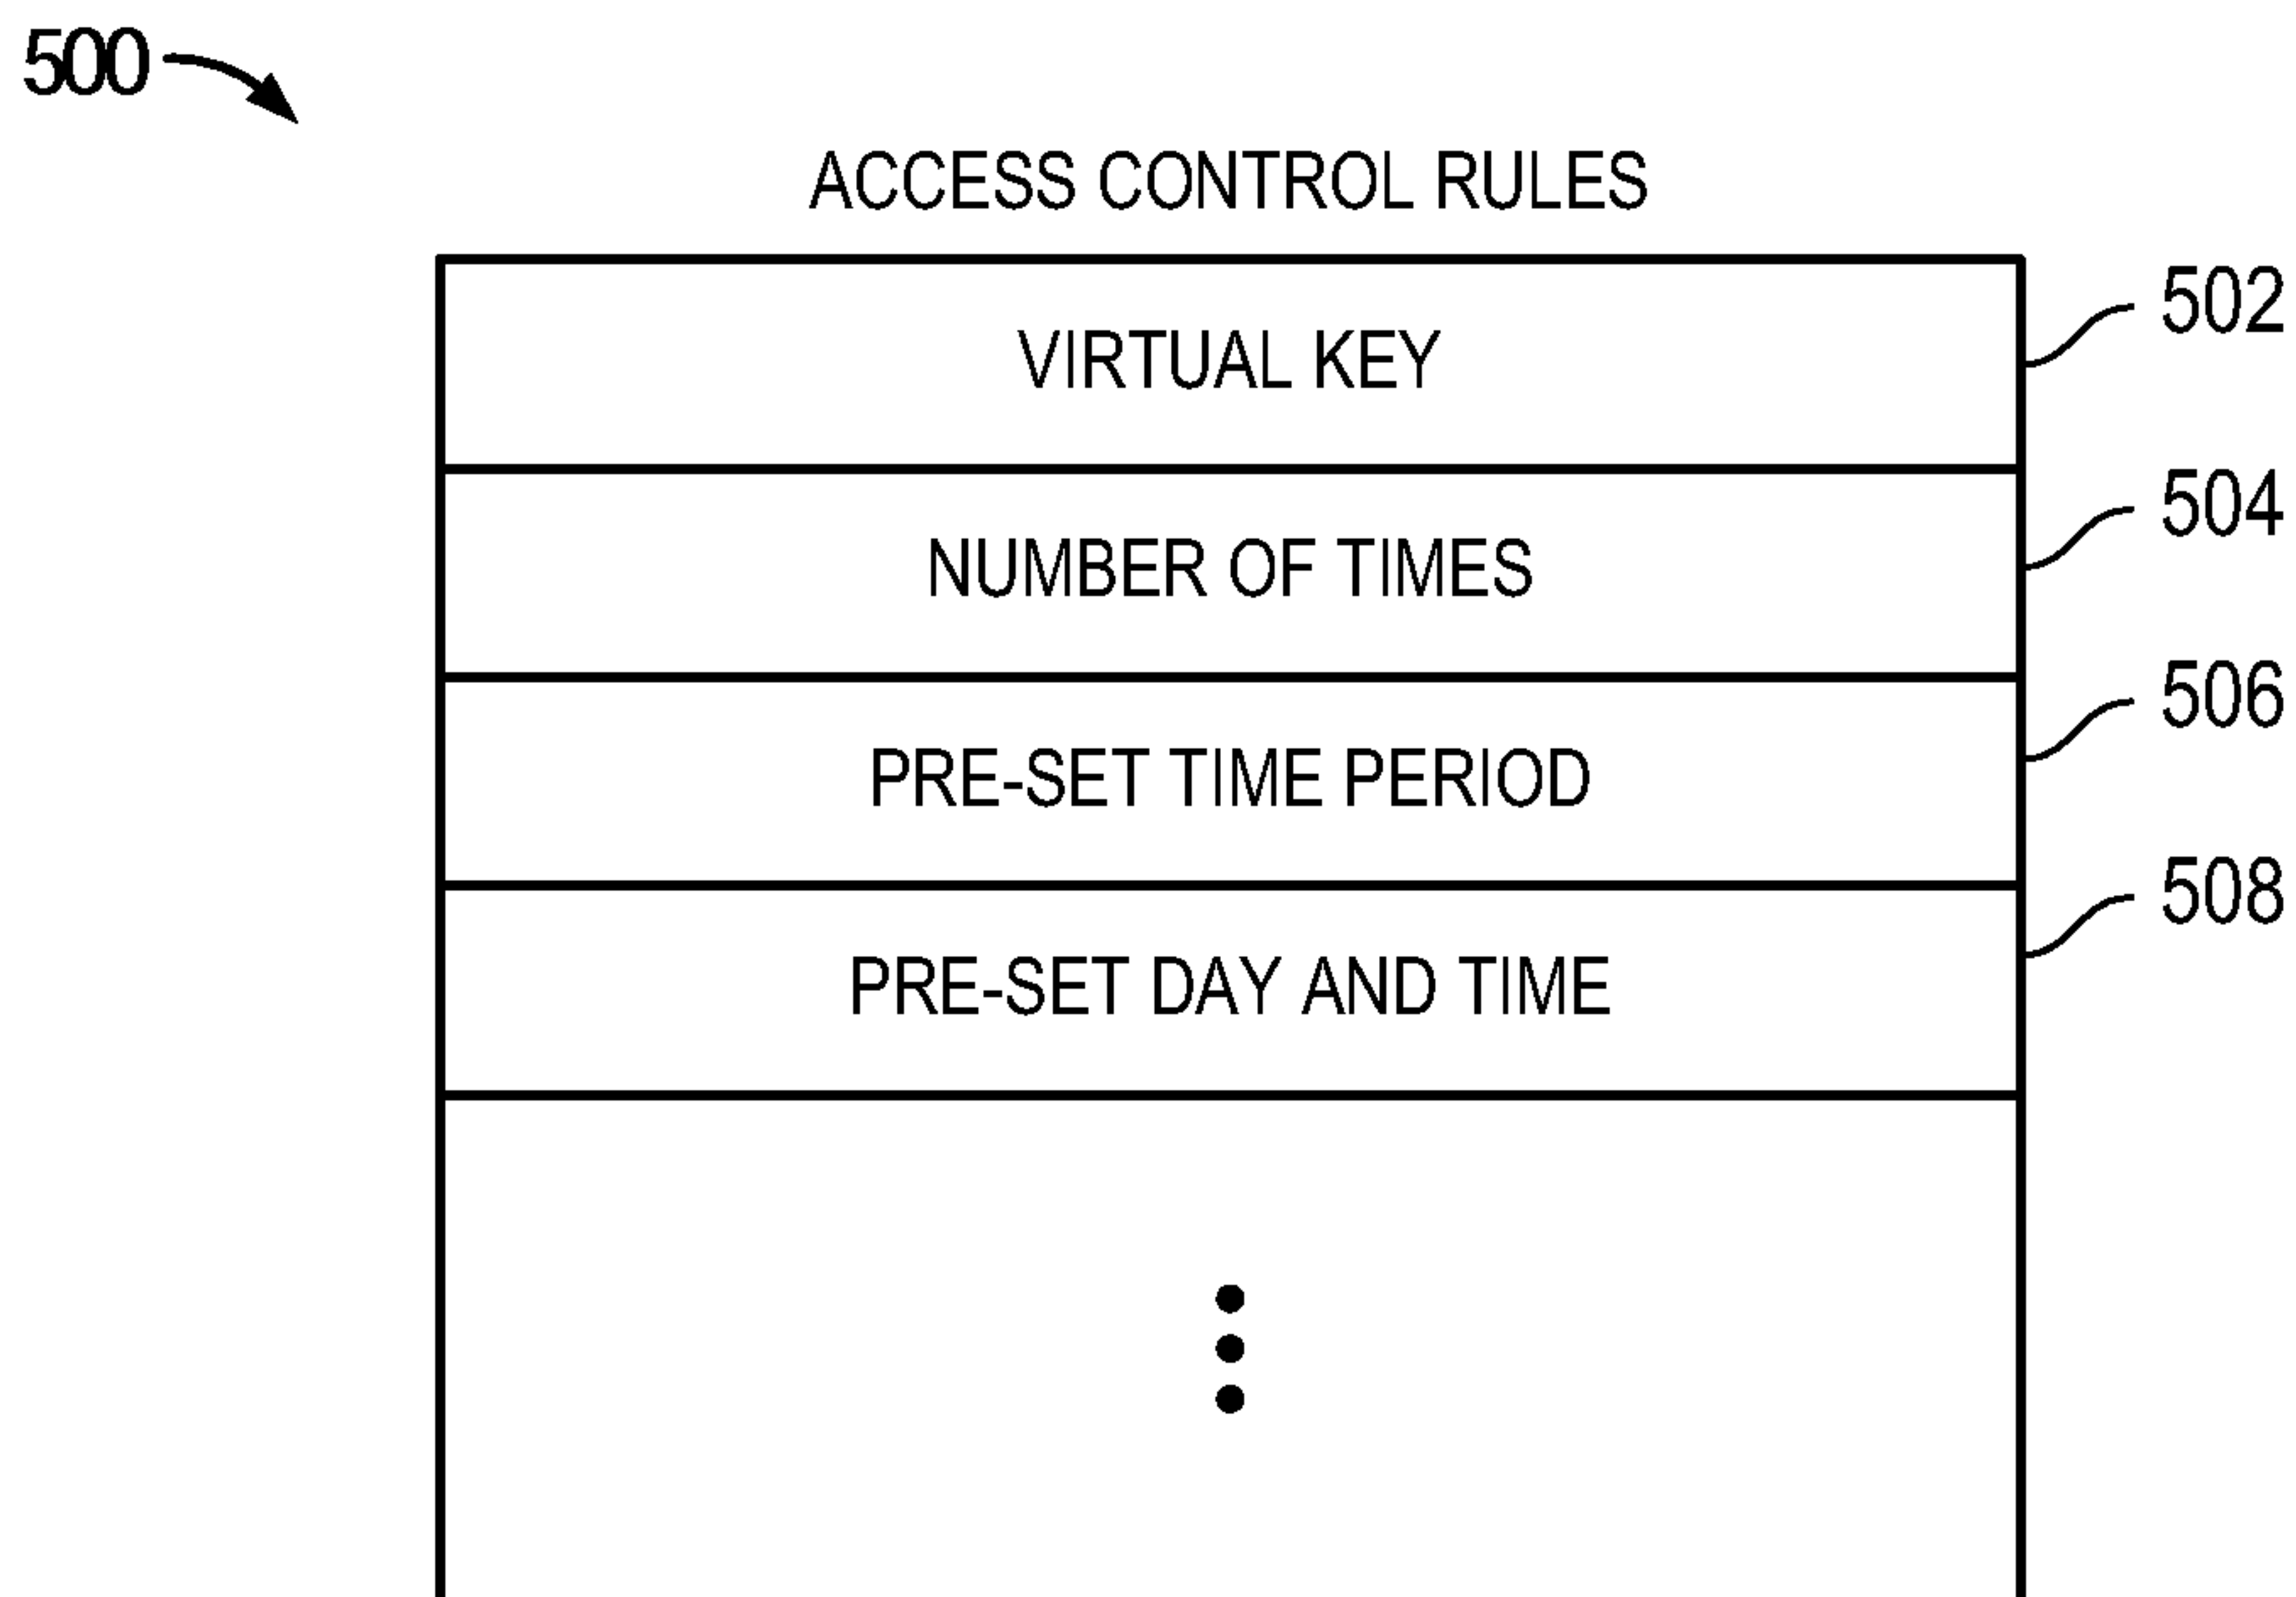 500
ACCESS CONTROL RULES
VIRTUAL KEY
502
NUMBER OF TIMES
504
PRE-SET TIME PERIOD
506
PRE-SET DAY AND TIME
508